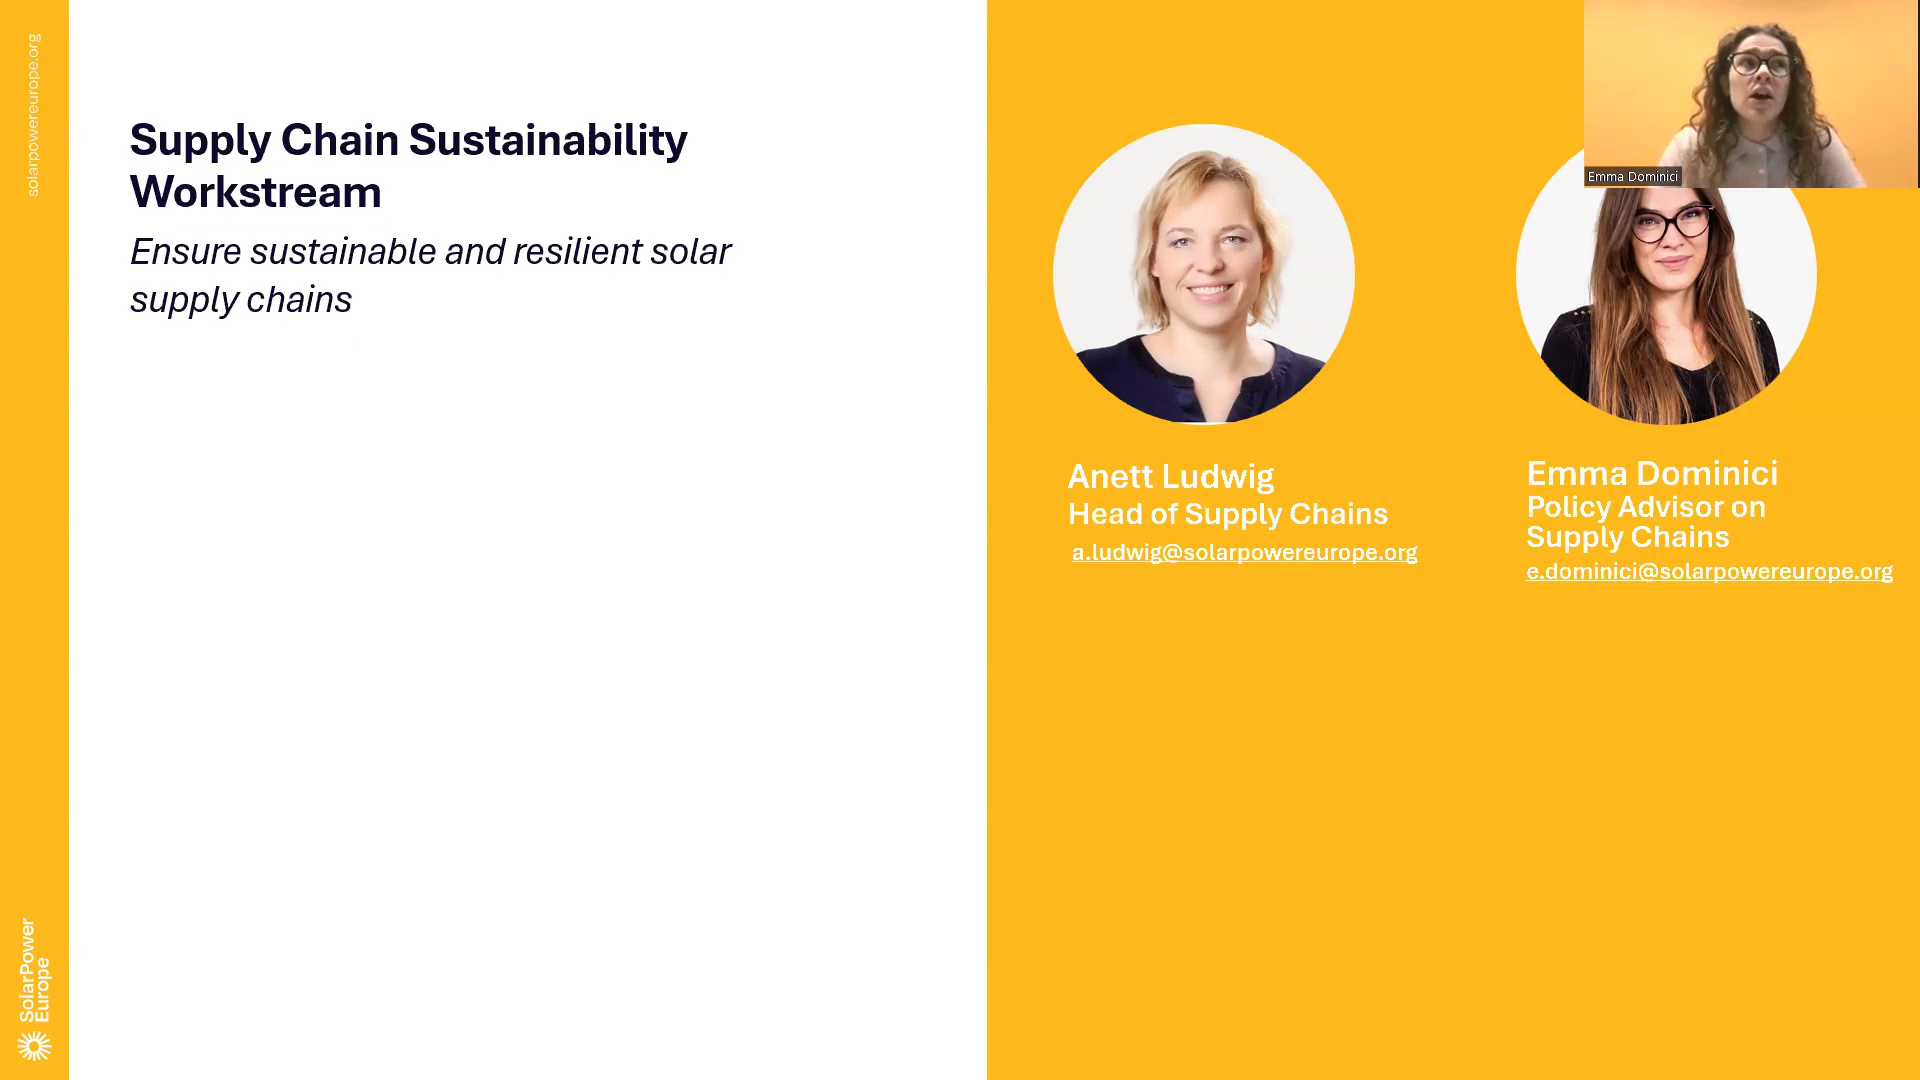 solarpowereurope.org
Supply Chain Sustainability
Workstream
Ensure sustainable and resilient solar
supply chains
Emma Dominici
Anett Ludwig
Head of Supply Chains
a.ludwig@solarpowereurope.org
Emma Dominici
Policy Advisor on
Supply Chains
e.dominici@solarpowereurope.org
SolarPower
Europe